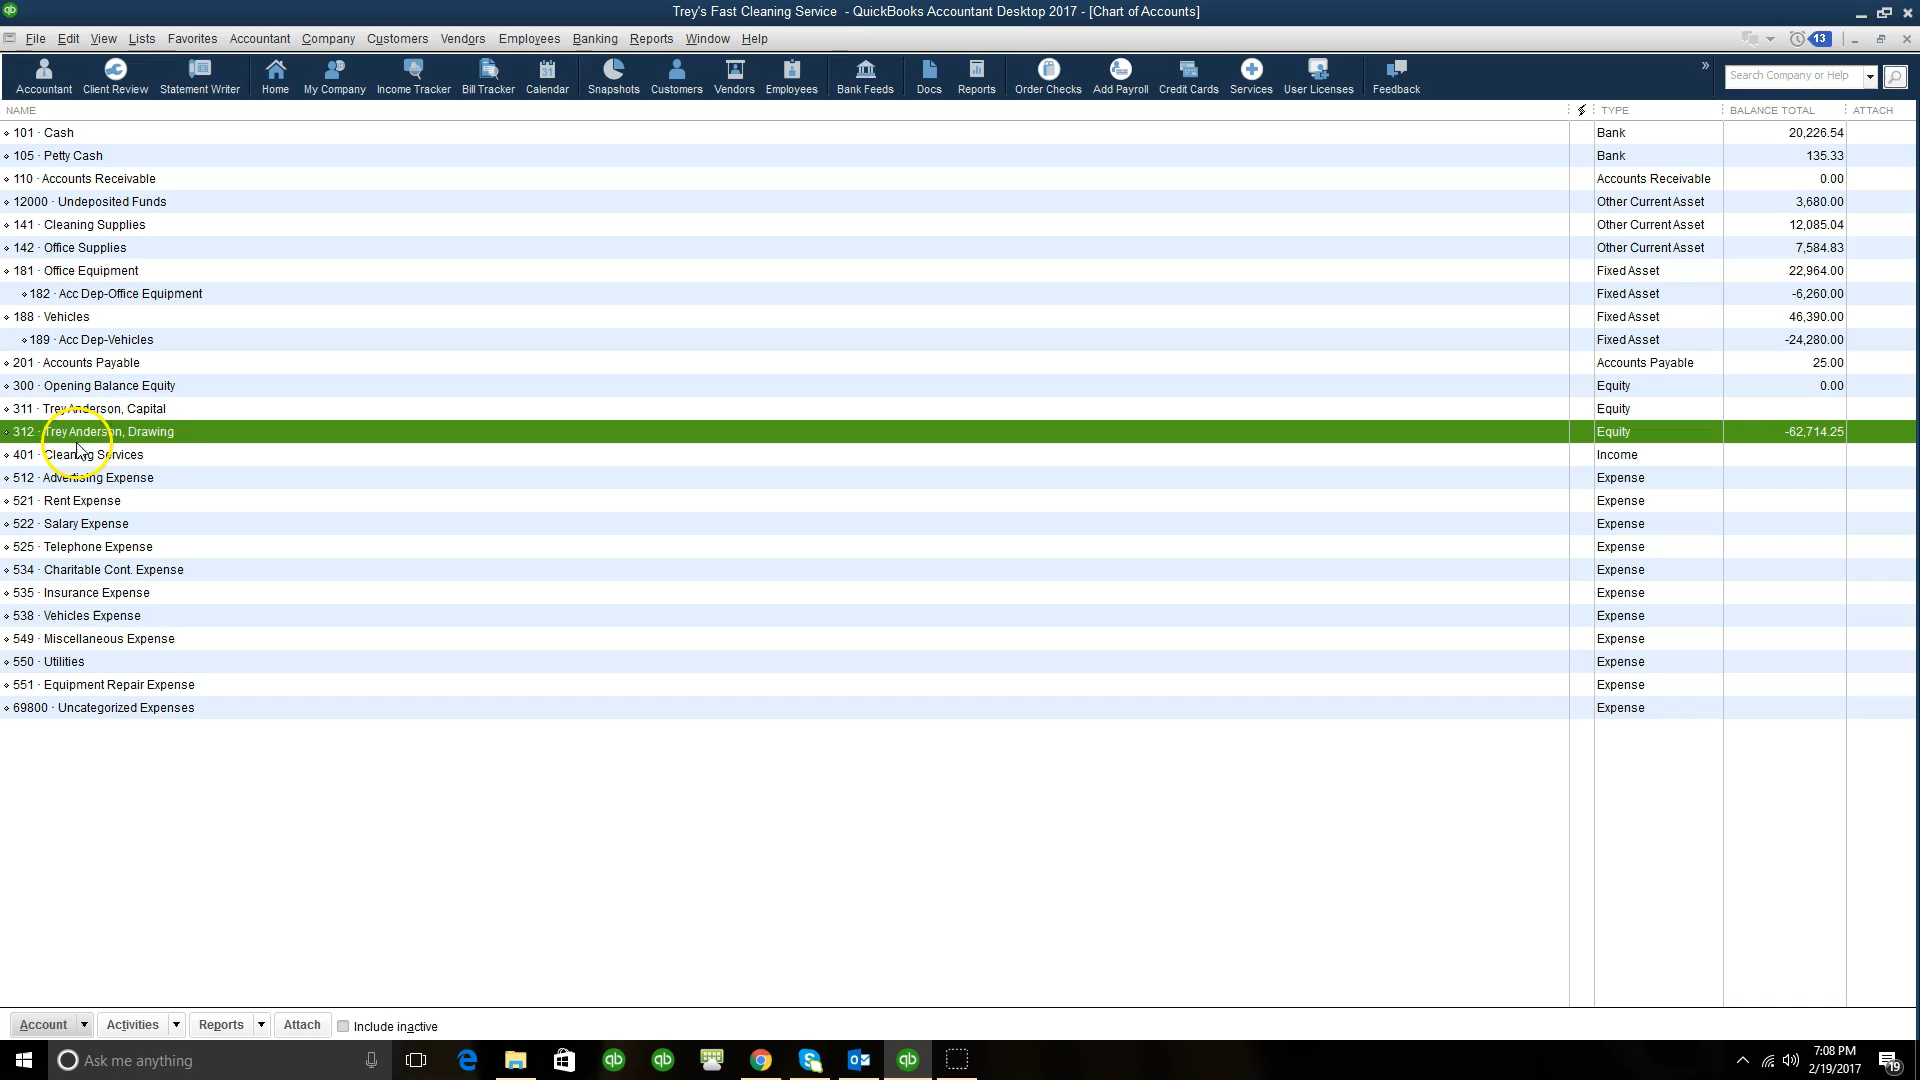 Trey's Fast Cleaning Service - QuickBooks Accountant Desktop 2017 - [Chart of Accounts]
File Edit View Lists Favorites Accountant Company Customers Vendors Employees Banking Reports Window Help 13
Accountant Client Review Statement Writer Home My Company Income Tracker Bill Tracker Calendar Snapshots Customers Vendors Employees Bank Feeds Docs Reports Order Checks Add Payroll Credit Cards Services User Licenses Feedback » Search Company or Help
NAME TYPE BALANCE TOTAL ATTACH
101 · Cash Bank 20,226.54
105 · Petty Cash Bank 135.33
110 · Accounts Receivable Accounts Receivable 0.00
12000 · Undeposited Funds Other Current Asset 3,680.00
141 · Cleaning Supplies Other Current Asset 12,085.04
142 · Office Supplies Other Current Asset 7,584.83
181 · Office Equipment Fixed Asset 22,964.00
182 · Acc Dep-Office Equipment Fixed Asset -6,260.00
188 · Vehicles Fixed Asset 46,390.00
189 · Acc Dep-Vehicles Fixed Asset -24,280.00
201 · Accounts Payable Accounts Payable 25.00
300 · Opening Balance Equity Equity 0.00
311 · Trey Anderson, Capital Equity
312 · Trey Anderson, Drawing Equity -62,714.25
401 · Cleaning Services Income
512 · Advertising Expense Expense
521 · Rent Expense Expense
522 · Salary Expense Expense
525 · Telephone Expense Expense
534 · Charitable Cont. Expense Expense
535 · Insurance Expense Expense
538 · Vehicles Expense Expense
549 · Miscellaneous Expense Expense
550 · Utilities Expense
551 · Equipment Repair Expense Expense
69800 · Uncategorized Expenses Expense
Account Activities Reports Attach Include inactive
Ask me anything 7:08 PM
2/19/2017 19